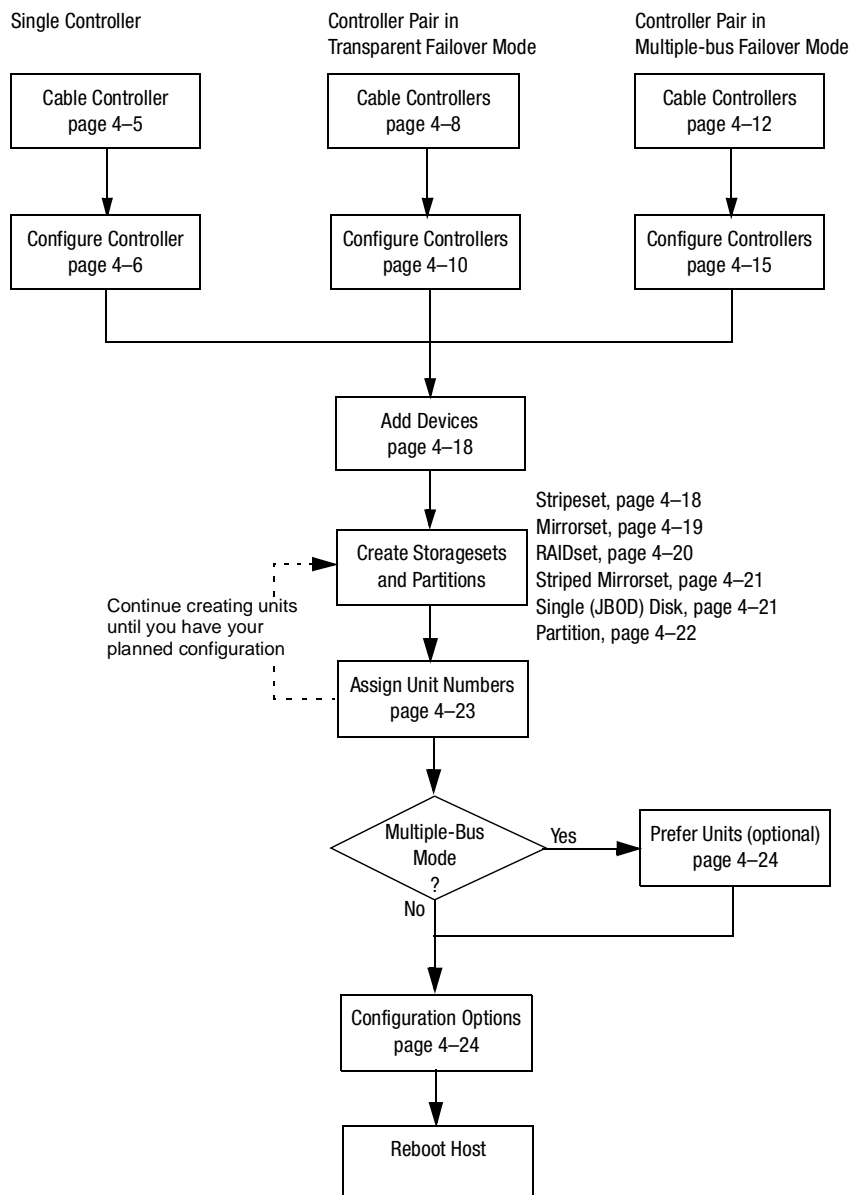 Single Controller
Controller Pair in
Transparent Failover Mode
Controller Pair in
Multiple-bus Failover Mode
Cable Controller
page 4–5
Cable Controllers
page 4–8
Cable Controllers
page 4–12
Configure Controller
page 4–6
Configure Controllers
page 4–10
Configure Controllers
page 4–15
Add Devices
page 4–18
Create Storagesets
and Partitions
Stripeset, page 4–18
Mirrorset, page 4–19
RAIDset, page 4–20
Striped Mirrorset, page 4–21
Single (JBOD) Disk, page 4–21
Partition, page 4–22
Continue creating units
until you have your
planned configuration
Assign Unit Numbers
page 4–23
Multiple-Bus
Mode
?
Yes
No
Prefer Units (optional)
page 4–24
Configuration Options
page 4–24
Reboot Host